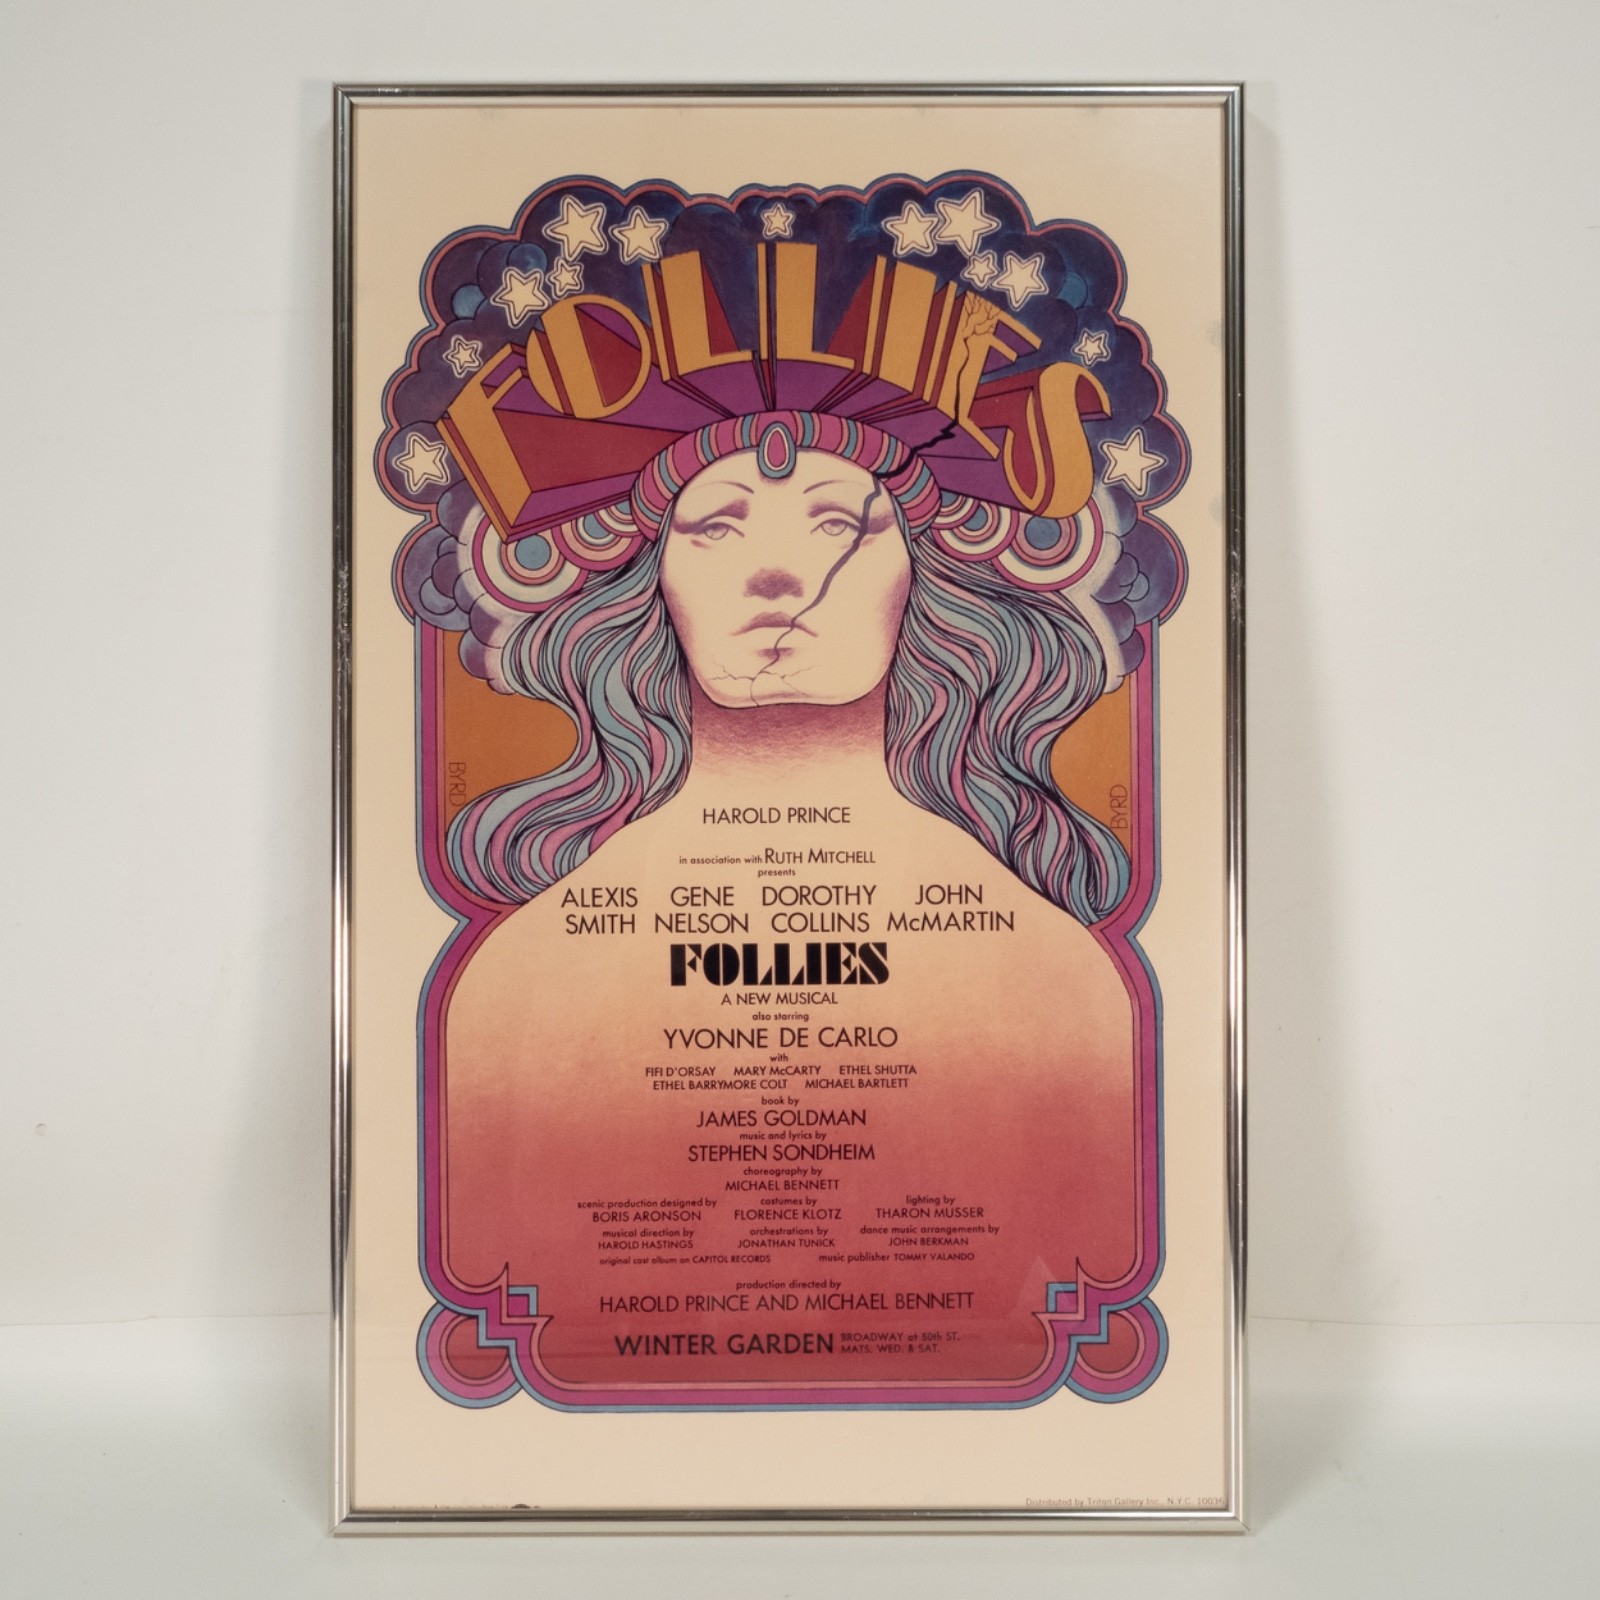 FOLLIES
BYRD
BYRD
HAROLD PRINCE
in association with RUTH MITCHELL
presents
ALEXIS GENE DOROTHY JOHN
SMITH NELSON COLLINS McMARTIN
FOLLIES
A NEW MUSICAL
also starring
YVONNE DE CARLO
with
FIFI D'ORSAY MARY McCARTY ETHEL SHUTTA
ETHEL BARRYMORE COLT MICHAEL BARTLETT
book by
JAMES GOLDMAN
music and lyrics by
STEPHEN SONDHEIM
choreography by
MICHAEL BENNETT
scenic production designed by costumes by lighting by
BORIS ARONSON FLORENCE KLOTZ THARON MUSSER
musical direction by orchestrations by dance music arrangements by
HAROLD HASTINGS JONATHAN TUNICK JOHN BERKMAN
original cast album on CAPITOL RECORDS music publisher TOMMY VALANDO
production directed by
HAROLD PRINCE AND MICHAEL BENNETT
WINTER GARDEN BROADWAY at 50th ST.
MATS. WED. & SAT.
Distributed by Triton Gallery Inc., N.Y.C. 10036